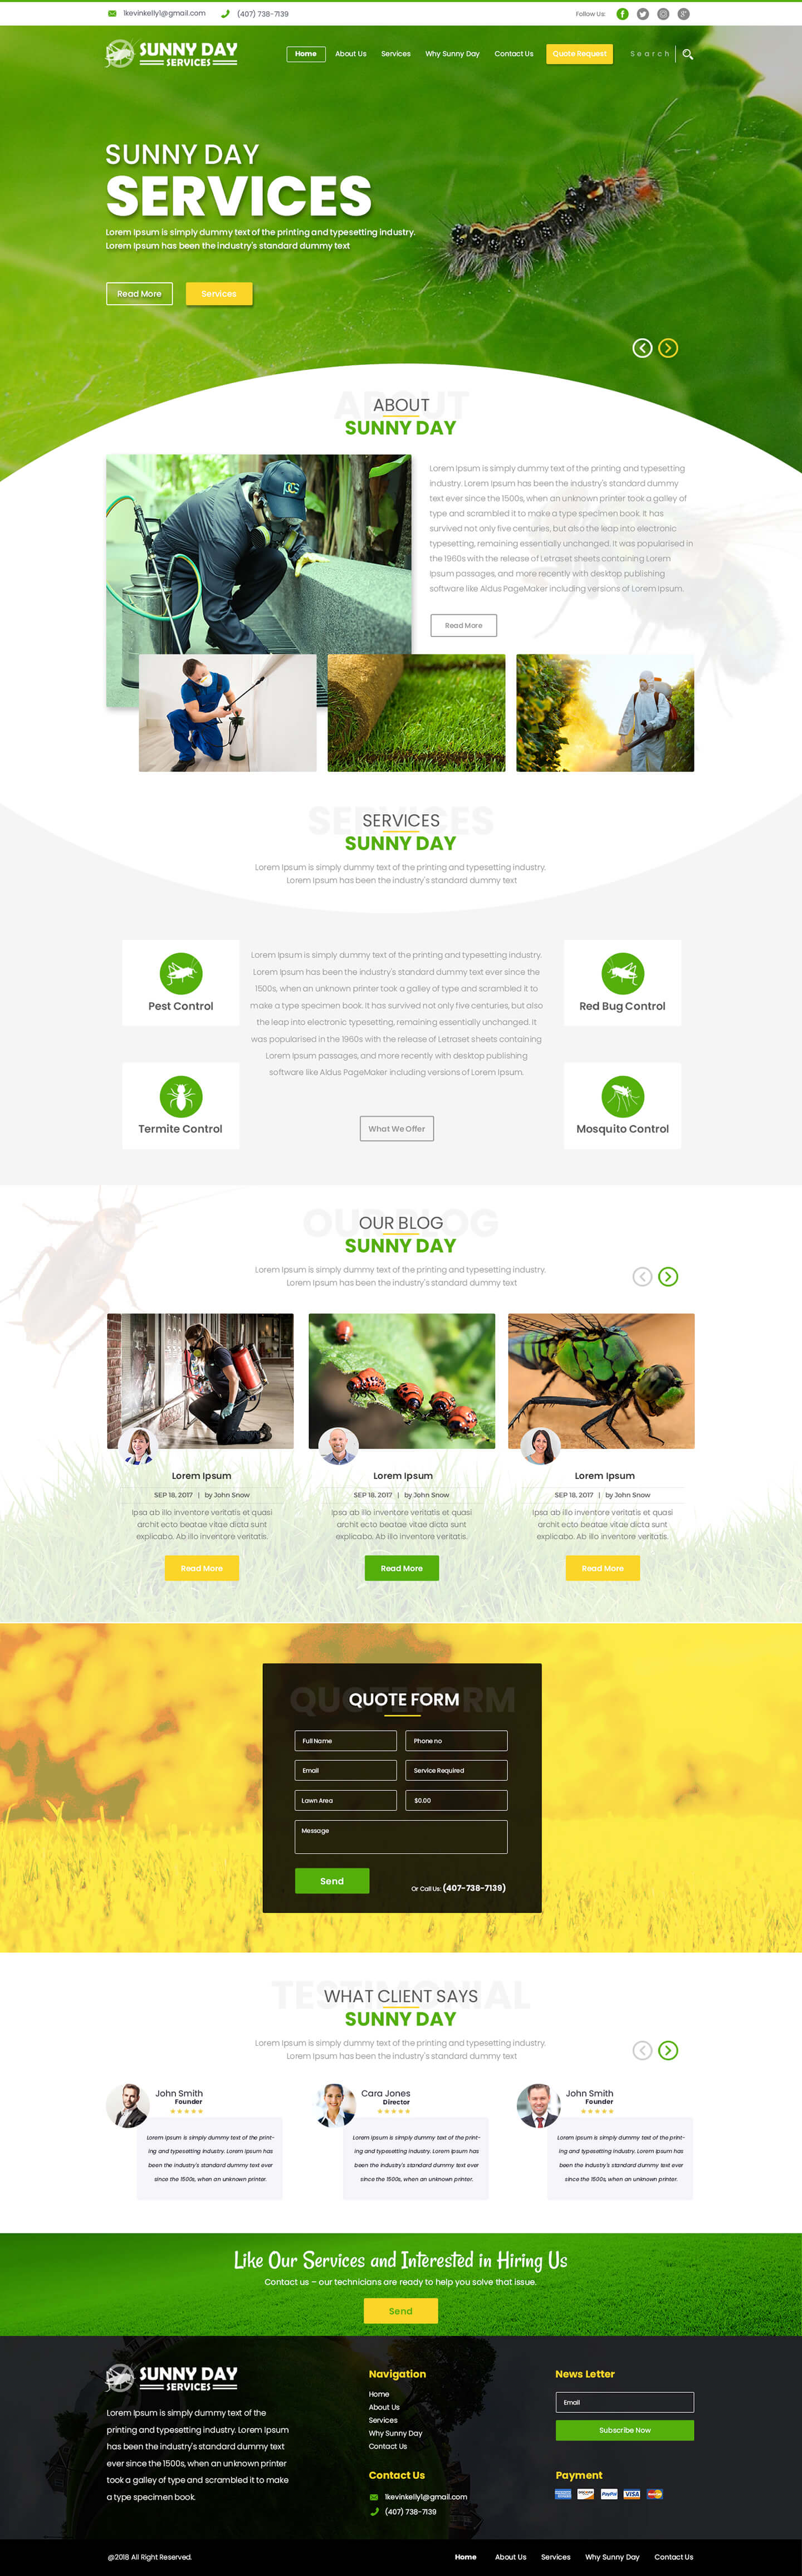 1kevinkelly1@gmail.com (407) 738-7139 Follow Us:
SUNNY DAY
SERVICES
Home About Us Services Why Sunny Day Contact Us Quote Request Search
SUNNY DAY
SERVICES
Lorem Ipsum is simply dummy text of the printing and typesetting industry.
Lorem Ipsum has been the industry's standard dummy text
Read More Services
ABOUT
ABOUT
SUNNY DAY
Lorem Ipsum is simply dummy text of the printing and typesetting
industry. Lorem Ipsum has been the industry's standard dummy
text ever since the 1500s, when an unknown printer took a galley of
type and scrambled it to make a type specimen book. It has
survived not only five centuries, but also the leap into electronic
typesetting, remaining essentially unchanged. It was popularised in
the 1960s with the release of Letraset sheets containing Lorem
Ipsum passages, and more recently with desktop publishing
software like Aldus PageMaker including versions of Lorem Ipsum.
Read More
SERVICES
SERVICES
SUNNY DAY
Lorem Ipsum is simply dummy text of the printing and typesetting industry.
Lorem Ipsum has been the industry's standard dummy text
Pest Control
Termite Control
Lorem Ipsum is simply dummy text of the printing and typesetting industry.
Lorem Ipsum has been the industry's standard dummy text ever since the
1500s, when an unknown printer took a galley of type and scrambled it to
make a type specimen book. It has survived not only five centuries, but also
the leap into electronic typesetting, remaining essentially unchanged. It
was popularised in the 1960s with the release of Letraset sheets containing
Lorem Ipsum passages, and more recently with desktop publishing
software like Aldus PageMaker including versions of Lorem Ipsum.
What We Offer
Red Bug Control
Mosquito Control
OUR BLOG
OUR BLOG
SUNNY DAY
Lorem Ipsum is simply dummy text of the printing and typesetting industry.
Lorem Ipsum has been the industry's standard dummy text
Lorem Ipsum
SEP 18, 2017 | by John Snow
Ipsa ab illo inventore veritatis et quasi
archit ecto beatae vitae dicta sunt
explicabo. Ab illo inventore veritatis.
Read More
Lorem Ipsum
SEP 18, 2017 | by John Snow
Ipsa ab illo inventore veritatis et quasi
archit ecto beatae vitae dicta sunt
explicabo. Ab illo inventore veritatis.
Read More
Lorem Ipsum
SEP 18, 2017 | by John Snow
Ipsa ab illo inventore veritatis et quasi
archit ecto beatae vitae dicta sunt
explicabo. Ab illo inventore veritatis.
Read More
QUOTE FORM
QUOTE FORM
Full Name Phone no
Email Service Required
Lawn Area $0.00
Message
Send Or Call Us: (407-738-7139)
TESTIMONIAL
WHAT CLIENT SAYS
SUNNY DAY
Lorem Ipsum is simply dummy text of the printing and typesetting industry.
Lorem Ipsum has been the industry's standard dummy text
John Smith
Founder
Lorem Ipsum is simply dummy text of the print-
ing and typesetting industry. Lorem Ipsum has
been the industry's standard dummy text ever
since the 1500s, when an unknown printer.
Cara Jones
Director
Lorem Ipsum is simply dummy text of the print-
ing and typesetting industry. Lorem Ipsum has
been the industry's standard dummy text ever
since the 1500s, when an unknown printer.
John Smith
Founder
Lorem Ipsum is simply dummy text of the print-
ing and typesetting industry. Lorem Ipsum has
been the industry's standard dummy text ever
since the 1500s, when an unknown printer.
Like Our Services and Interested in Hiring Us
Contact us – our technicians are ready to help you solve that issue.
Send
SUNNY DAY
SERVICES
Lorem Ipsum is simply dummy text of the
printing and typesetting industry. Lorem Ipsum
has been the industry's standard dummy text
ever since the 1500s, when an unknown printer
took a galley of type and scrambled it to make
a type specimen book.
Navigation
Home
About Us
Services
Why Sunny Day
Contact Us
Contact Us
1kevinkelly1@gmail.com
(407) 738-7139
News Letter
Email
Subscribe Now
Payment
PayPal VISA
@2018 All Right Reserved.
Home About Us Services Why Sunny Day Contact Us